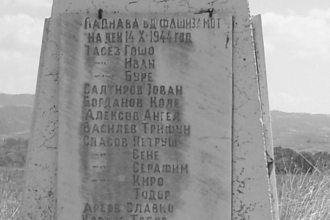 ПАДНАВА ОД ФАШИЗМОТ
НА ДЕН 14 X-1944 ГОД
ТАСЕВ ГОШО
—"— ИВАН
—"— БУРЕ
САЛТИРОВ ЈОВАН
БОГДАНОВ КОЛЕ
АЛЕКСОВ АНГЕЛ
ВАСИЛЕВ ТРИФУН
СПАСОВ ПЕТРУШ
—"— СЕНЕ
—"— СЕРАФИМ
—"— КИРО
—"— ТОДОР
СЛАВКО